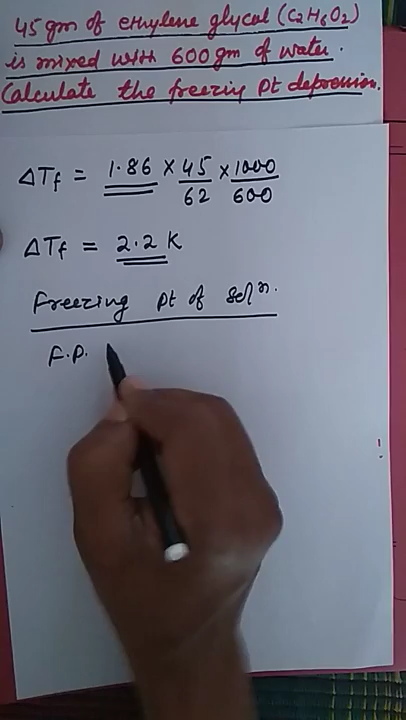 45 gm of ethylene glycol (C2H6O2)
is mixed with 600 gm of water.
Calculate the freezing pt depression.
ΔTf = 1.86 × 45/62 × 1000/600
ΔTf = 2.2 K
Freezing pt of solⁿ.
F.P.